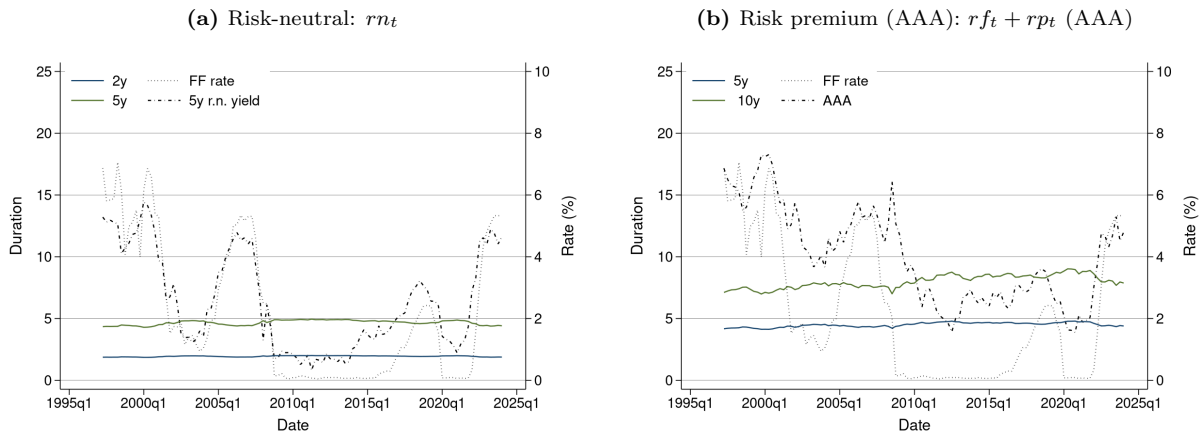 (a) Risk-neutral: rnₜ
25
20
15
10
5
0
Duration
2y
5y
FF rate
5y r.n. yield
10
8
6
4
2
0
Rate (%)
1995q1 2000q1 2005q1 2010q1 2015q1 2020q1 2025q1
Date
(b) Risk premium (AAA): rfₜ + rpₜ (AAA)
25
20
15
10
5
0
Duration
5y
10y
FF rate
AAA
10
8
6
4
2
0
Rate (%)
1995q1 2000q1 2005q1 2010q1 2015q1 2020q1 2025q1
Date